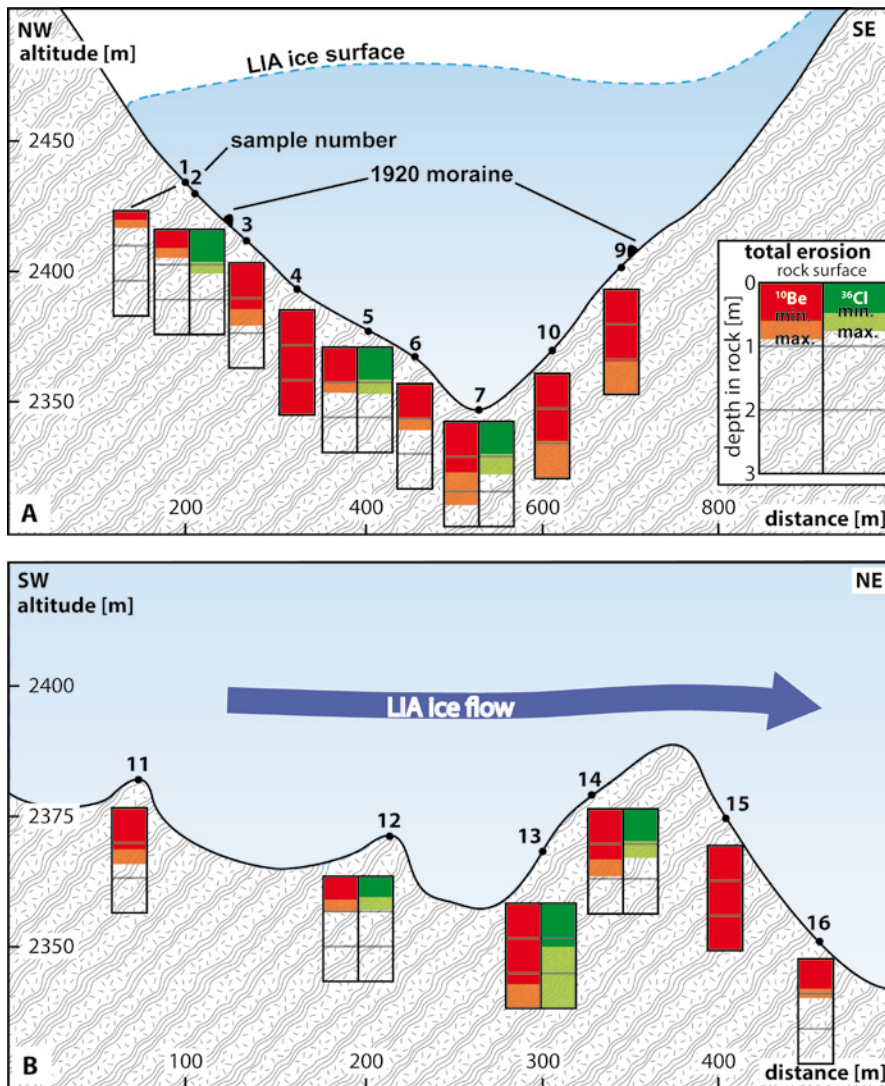 NW
altitude [m]
SE
LIA ice surface
sample number
1920 moraine
2450
2400
2350
1
2
3
4
5
6
7
10
9
total erosion
rock surface
¹⁰Be
³⁶Cl
min.
min.
max.
max.
0
1
2
3
depth in rock [m]
A
200
400
600
800
distance [m]
SW
altitude [m]
NE
2400
LIA ice flow
2375
2350
11
12
13
14
15
16
B
100
200
300
400
distance [m]